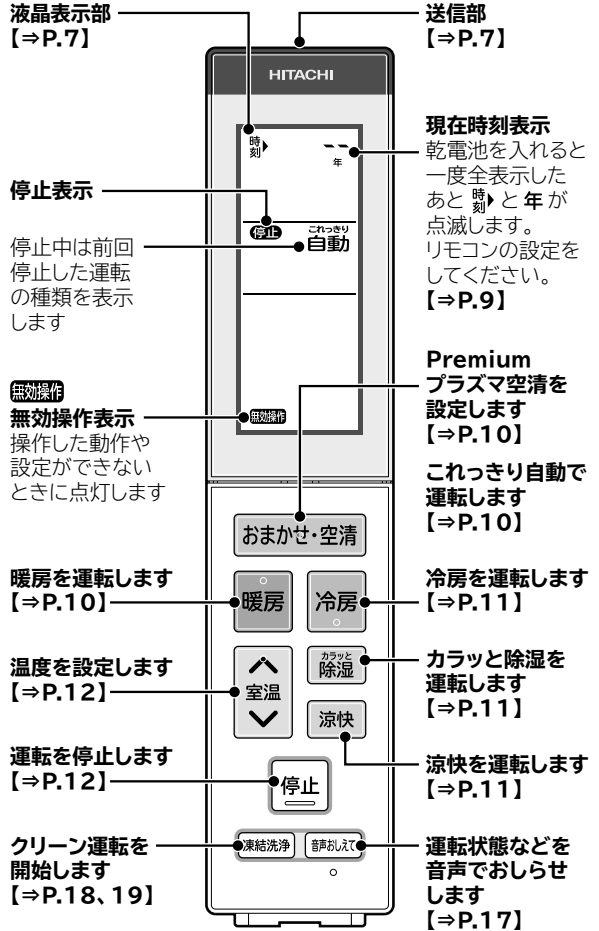 液晶表示部
【⇒P.7】
送信部
【⇒P.7】
HITACHI
時刻
--
年
現在時刻表示
乾電池を入れると
一度全表示した
あと 時刻 と 年 が
点滅します。
リモコンの設定を
してください。
【⇒P.9】
停止表示
停止中は前回
停止した運転
の種類を表示
します
停止
これっきり
自動
無効操作
無効操作表示
操作した動作や
設定ができない
ときに点灯します
無効操作
Premium
プラズマ空清を
設定します
【⇒P.10】
これっきり自動で
運転します
【⇒P.10】
おまかせ・空清
暖房を運転します
【⇒P.10】
暖房
冷房
冷房を運転します
【⇒P.11】
温度を設定します
【⇒P.12】
室温
カラッと
除湿
カラッと除湿を
運転します
【⇒P.11】
涼快
涼快を運転します
【⇒P.11】
運転を停止します
【⇒P.12】
停止
クリーン運転を
開始します
【⇒P.18、19】
凍結洗浄
音声おしえて
運転状態などを
音声でおしらせ
します
【⇒P.17】